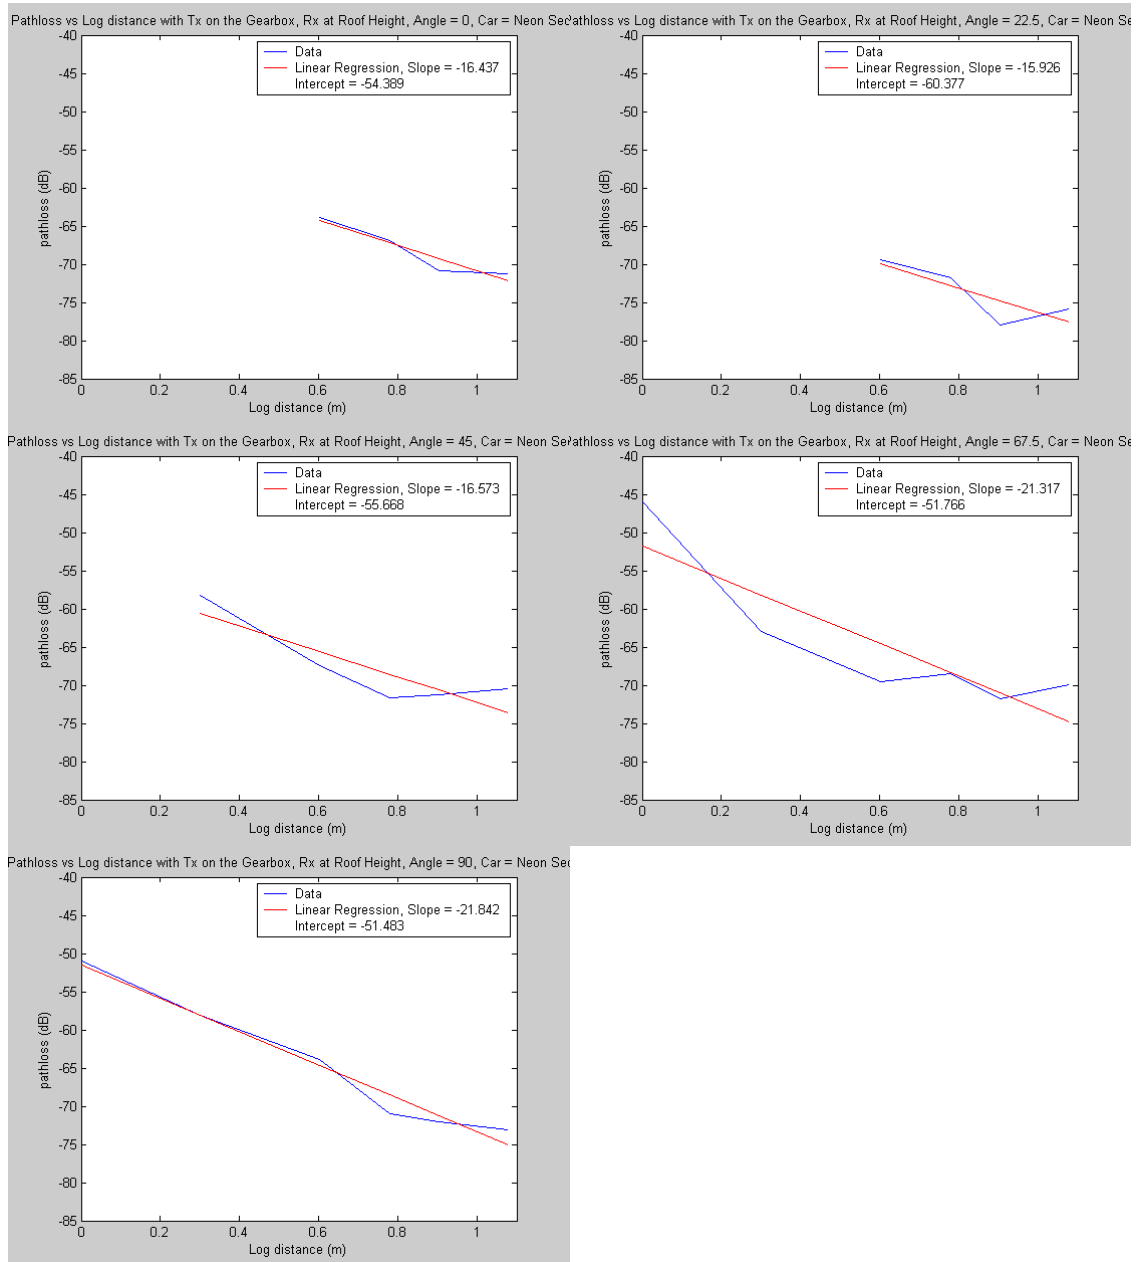 Pathloss vs Log distance with Tx on the Gearbox, Rx at Roof Height, Angle = 0, Car = Neon Sec
-40
-45
-50
-55
-60
-65
-70
-75
-80
-85
pathloss (dB)
Data
Linear Regression, Slope = -16.437
Intercept = -54.389
0 0.2 0.4 0.6 0.8 1
Log distance (m)
athloss vs Log distance with Tx on the Gearbox, Rx at Roof Height, Angle = 22.5, Car = Neon Se
-40
-45
-50
-55
-60
-65
-70
-75
-80
-85
pathloss (dB)
Data
Linear Regression, Slope = -15.926
Intercept = -60.377
0 0.2 0.4 0.6 0.8 1
Log distance (m)
Pathloss vs Log distance with Tx on the Gearbox, Rx at Roof Height, Angle = 45, Car = Neon Se
-40
-45
-50
-55
-60
-65
-70
-75
-80
-85
pathloss (dB)
Data
Linear Regression, Slope = -16.573
Intercept = -55.668
0 0.2 0.4 0.6 0.8 1
Log distance (m)
athloss vs Log distance with Tx on the Gearbox, Rx at Roof Height, Angle = 67.5, Car = Neon Se
-40
-45
-50
-55
-60
-65
-70
-75
-80
-85
pathloss (dB)
Data
Linear Regression, Slope = -21.317
Intercept = -51.766
0 0.2 0.4 0.6 0.8 1
Log distance (m)
Pathloss vs Log distance with Tx on the Gearbox, Rx at Roof Height, Angle = 90, Car = Neon Sec
-40
-45
-50
-55
-60
-65
-70
-75
-80
-85
pathloss (dB)
Data
Linear Regression, Slope = -21.842
Intercept = -51.483
0 0.2 0.4 0.6 0.8 1
Log distance (m)